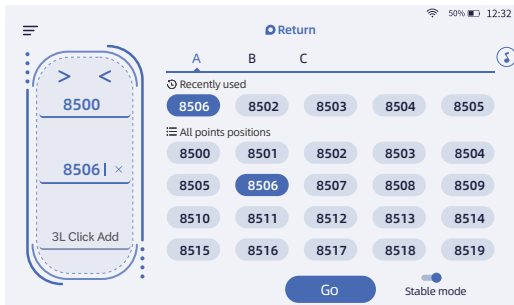 50% 12:32
Return
> <
8500
8506 ×
3L Click Add
A B C
Recently used
8506 8502 8503 8504 8505
All points positions
8500 8501 8502 8503 8504
8505 8506 8507 8508 8509
8510 8511 8512 8513 8514
8515 8516 8517 8518 8519
Go
Stable mode